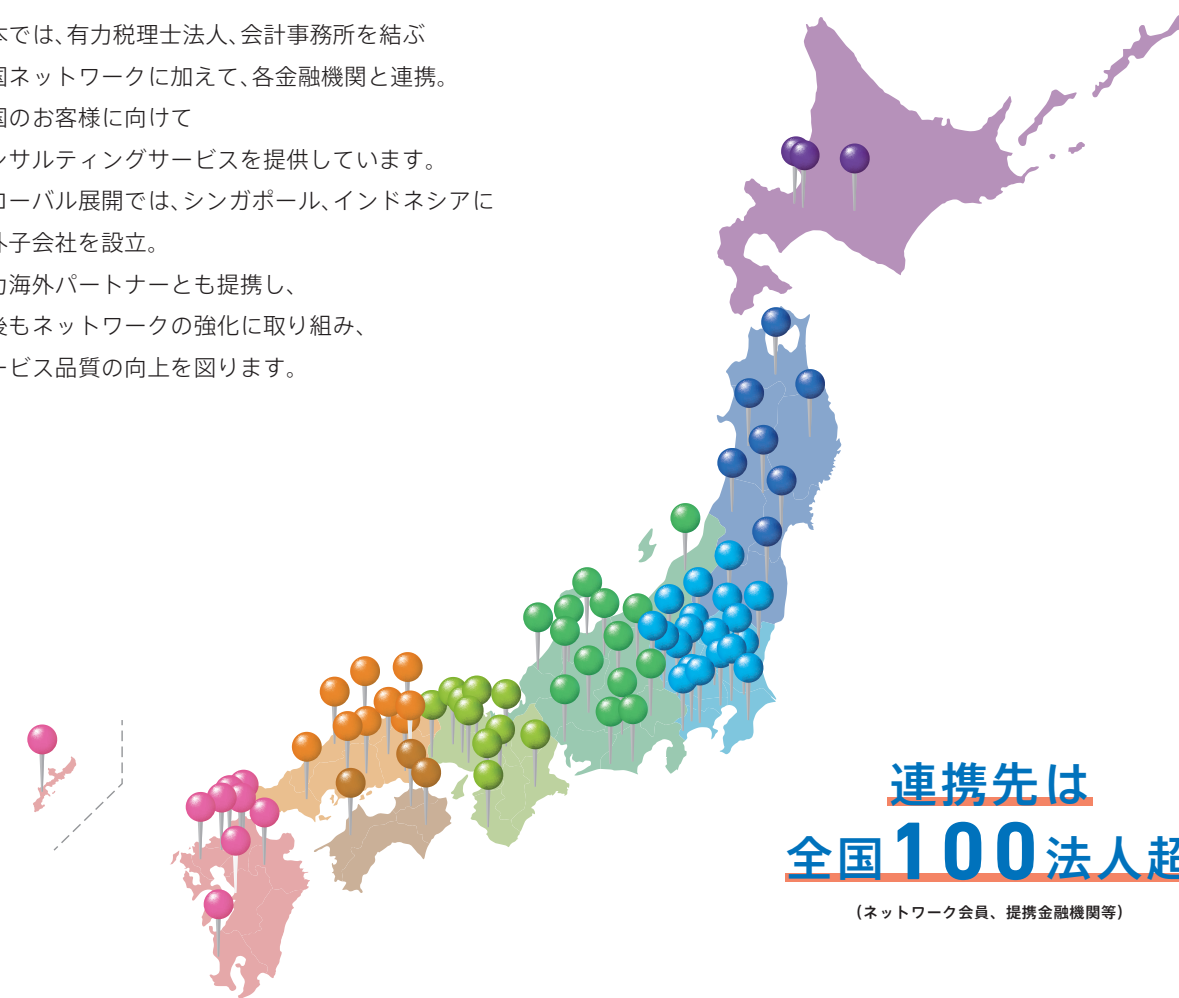 本では、有力税理士法人、会計事務所を結ぶ
国ネットワークに加えて、各金融機関と連携。
国のお客様に向けて
ンサルティングサービスを提供しています。
ローバル展開では、シンガポール、インドネシアに
外子会社を設立。
力海外パートナーとも提携し、
後もネットワークの強化に取り組み、
ービス品質の向上を図ります。
連携先は
全国100法人超
(ネットワーク会員、提携金融機関等)